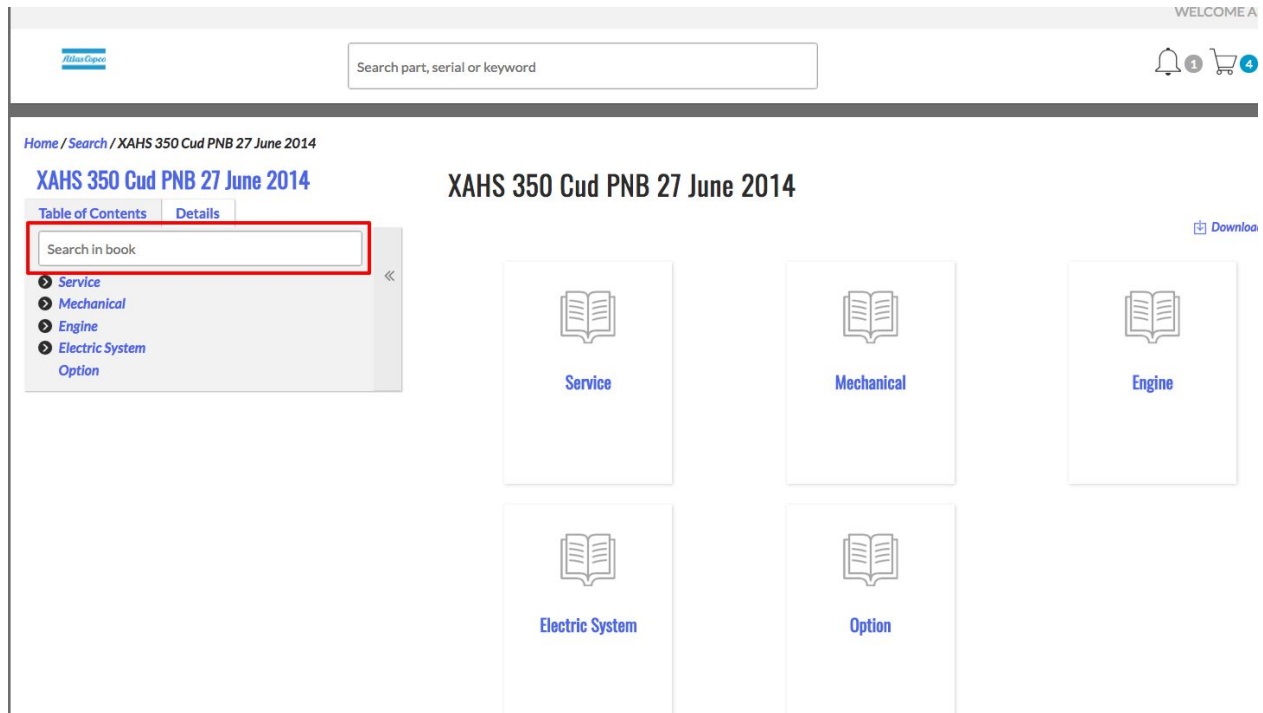 WELCOME A
Atlas Copco
Search part, serial or keyword
1
4
Home / Search / XAHS 350 Cud PNB 27 June 2014
XAHS 350 Cud PNB 27 June 2014
Table of Contents
Details
Search in book
Service
Mechanical
Engine
Electric System
Option
XAHS 350 Cud PNB 27 June 2014
Downloa
Service
Mechanical
Engine
Electric System
Option